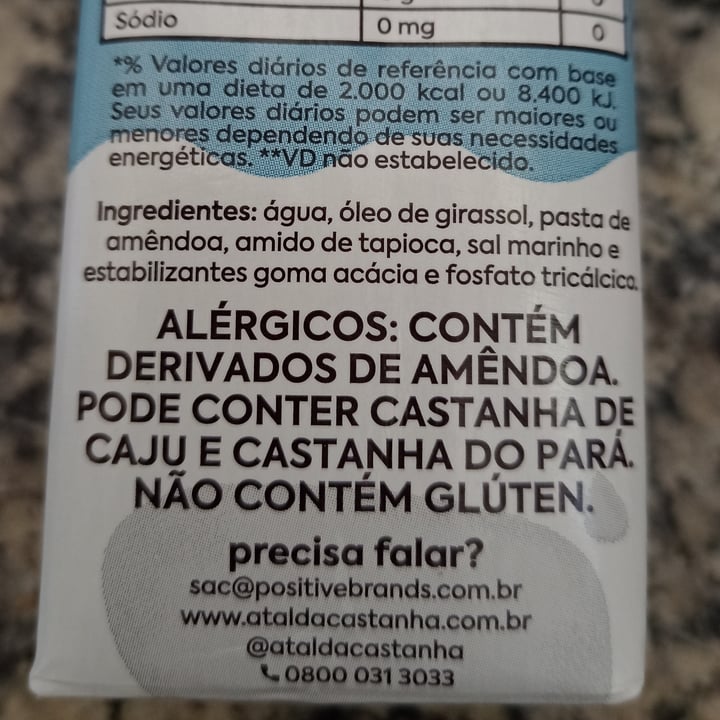 Sódio 0 mg 0
*% Valores diários de referência com base
em uma dieta de 2.000 kcal ou 8.400 kJ.
Seus valores diários podem ser maiores ou
menores dependendo de suas necessidades
energéticas. **VD não estabelecido.
Ingredientes: água, óleo de girassol, pasta de
amêndoa, amido de tapioca, sal marinho e
estabilizantes goma acácia e fosfato tricálcico.
ALÉRGICOS: CONTÉM
DERIVADOS DE AMÊNDOA.
PODE CONTER CASTANHA DE
CAJU E CASTANHA DO PARÁ.
NÃO CONTÉM GLÚTEN.
precisa falar?
sac@positivebrands.com.br
www.ataldacastanha.com.br
@ataldacastanha
0800 031 3033